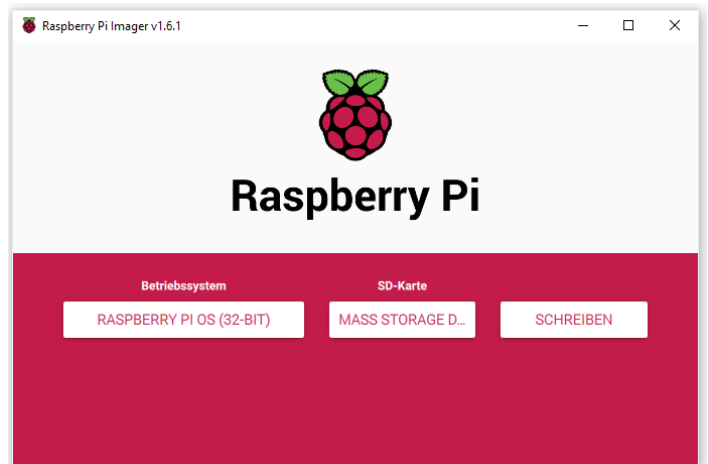 Raspberry Pi Imager v1.6.1
Raspberry Pi
Betriebssystem SD-Karte
RASPBERRY PI OS (32-BIT) MASS STORAGE D... SCHREIBEN